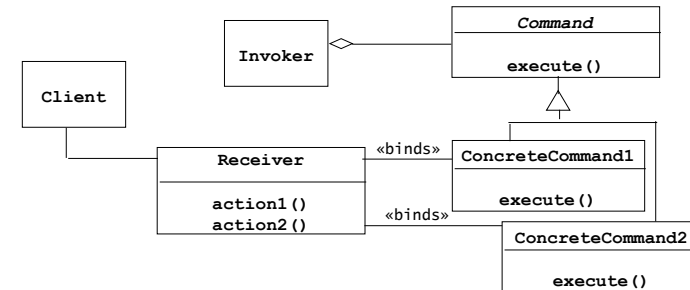 Command
execute()
Invoker
Client
Receiver
action1()
action2()
«binds»
«binds»
ConcreteCommand1
execute()
ConcreteCommand2
execute()